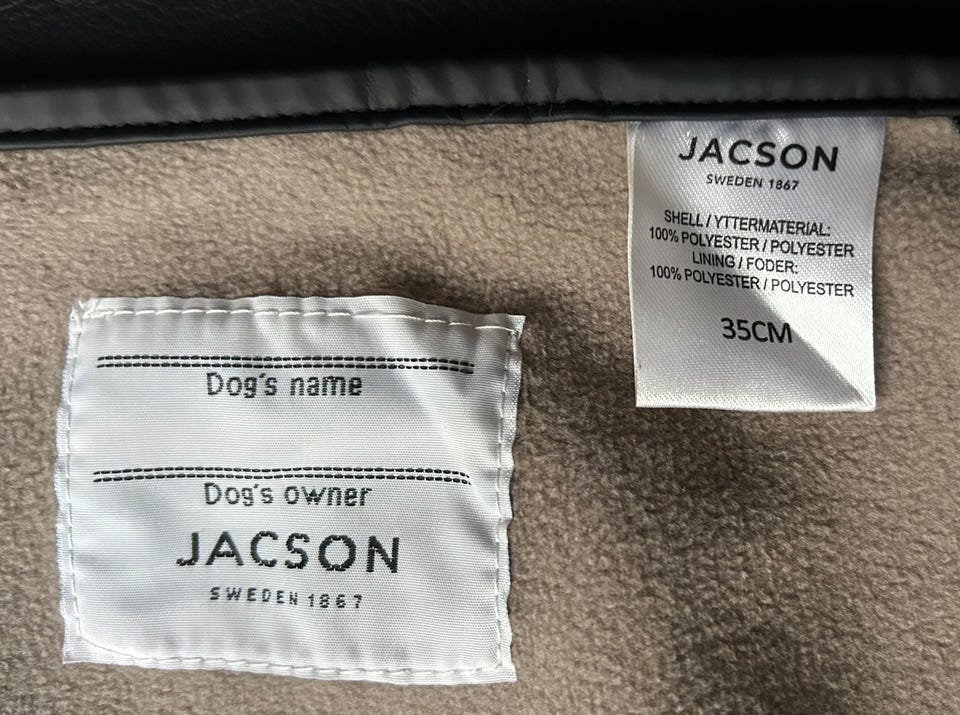 JACSON
SWEDEN 1867
SHELL / YTTERMATERIAL:
100% POLYESTER / POLYESTER
LINING / FODER:
100% POLYESTER / POLYESTER
35CM
Dog's name
Dog's owner
JACSON
SWEDEN 1867